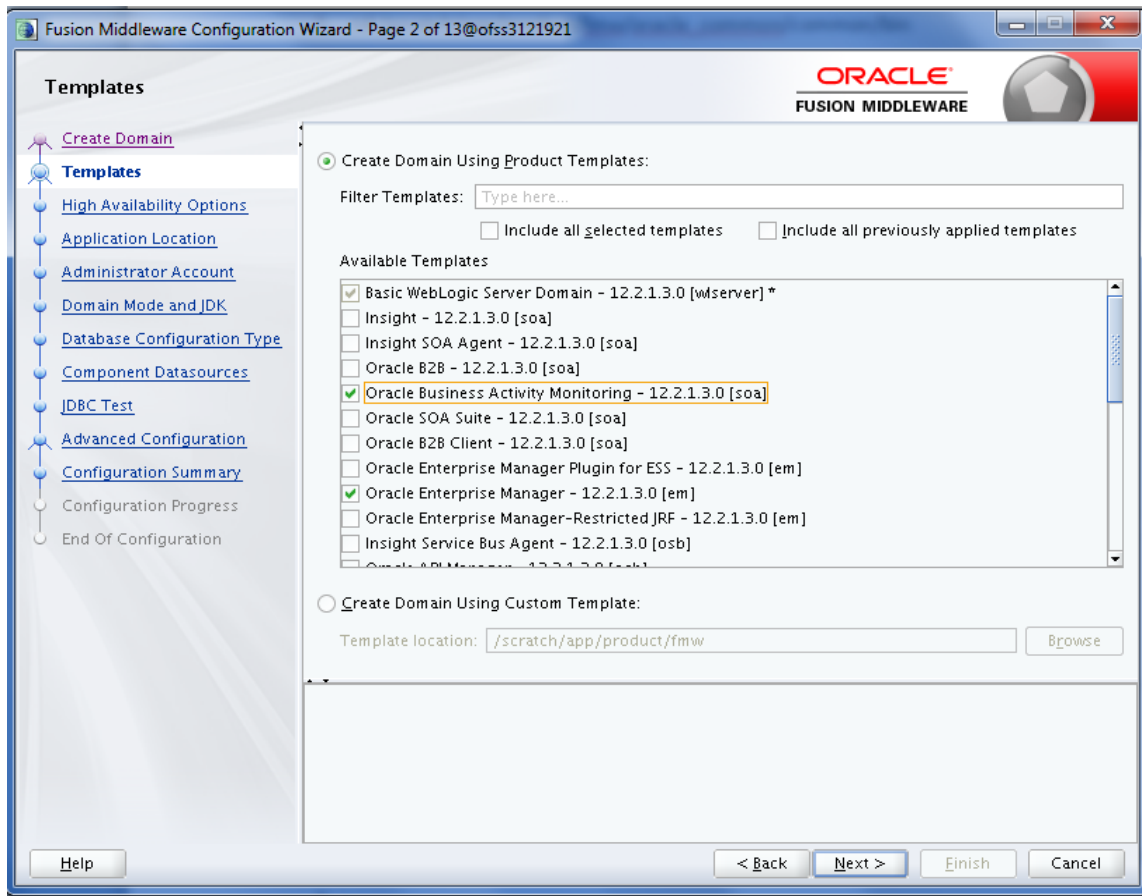 Fusion Middleware Configuration Wizard - Page 2 of 13@ofss3121921
Templates
ORACLE
FUSION MIDDLEWARE
Create Domain
Templates
High Availability Options
Application Location
Administrator Account
Domain Mode and JDK
Database Configuration Type
Component Datasources
JDBC Test
Advanced Configuration
Configuration Summary
Configuration Progress
End Of Configuration
Create Domain Using Product Templates:
Filter Templates: Type here...
Include all selected templates Include all previously applied templates
Available Templates
Basic WebLogic Server Domain - 12.2.1.3.0 [wlserver] *
Insight - 12.2.1.3.0 [soa]
Insight SOA Agent - 12.2.1.3.0 [soa]
Oracle B2B - 12.2.1.3.0 [soa]
Oracle Business Activity Monitoring - 12.2.1.3.0 [soa]
Oracle SOA Suite - 12.2.1.3.0 [soa]
Oracle B2B Client - 12.2.1.3.0 [soa]
Oracle Enterprise Manager Plugin for ESS - 12.2.1.3.0 [em]
Oracle Enterprise Manager - 12.2.1.3.0 [em]
Oracle Enterprise Manager-Restricted JRF - 12.2.1.3.0 [em]
Insight Service Bus Agent - 12.2.1.3.0 [osb]
Oracle API Manager - 12.2.1.3.0 [osb]
Create Domain Using Custom Template:
Template location: /scratch/app/product/fmw Browse
Help < Back Next > Finish Cancel